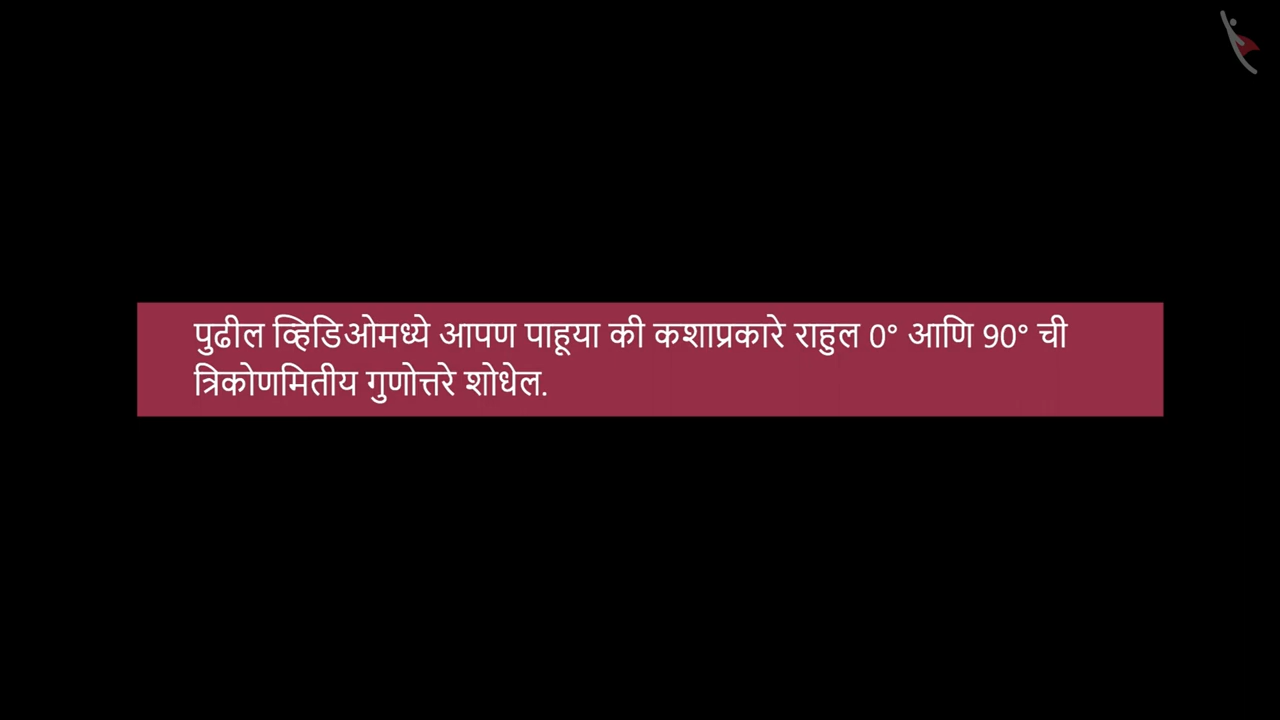 पुढील व्हिडिओमध्ये आपण पाहूया की कशाप्रकारे राहुल 0° आणि 90° ची
त्रिकोणमितीय गुणोत्तरे शोधेल.